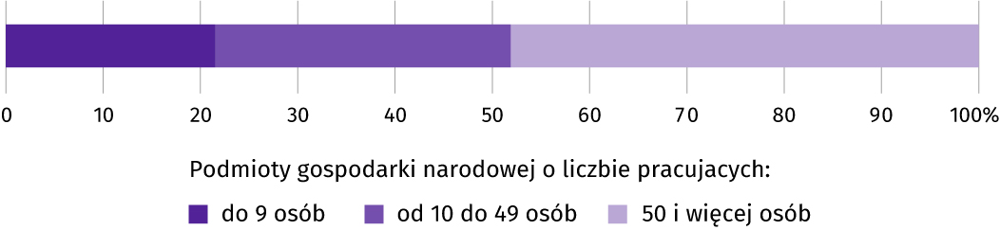 0 10 20 30 40 50 60 70 80 90 100%
Podmioty gospodarki narodowej o liczbie pracujacych:
do 9 osób od 10 do 49 osób 50 i więcej osób